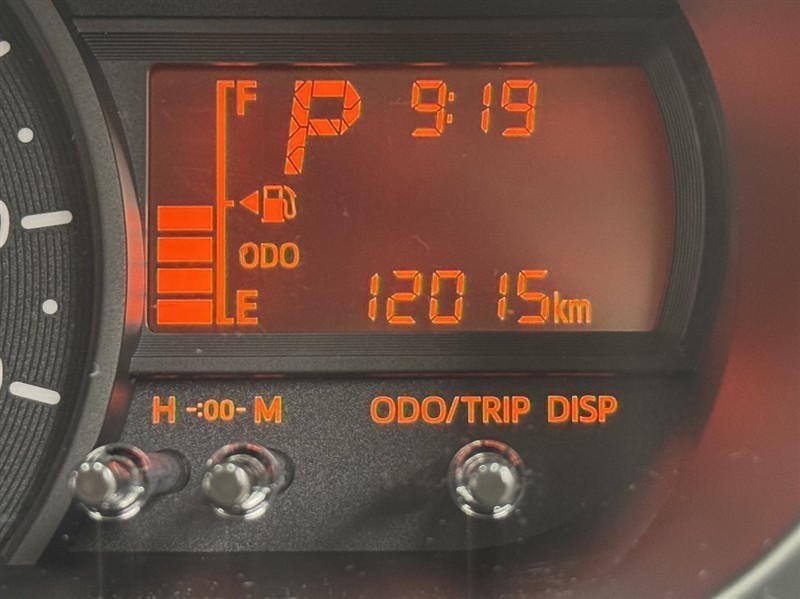 F
P 9:19
ODO
E 12015km
H -:00- M ODO/TRIP DISP